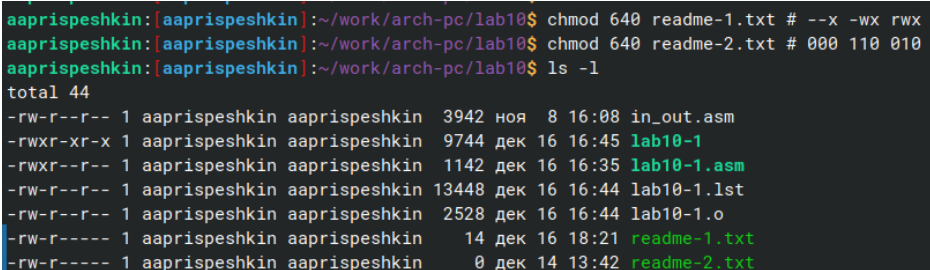 aaprispeshkin:[aaprispeshkin]:~/work/arch-pc/lab10$ chmod 640 readme-1.txt # --x -wx rwx
aaprispeshkin:[aaprispeshkin]:~/work/arch-pc/lab10$ chmod 640 readme-2.txt # 000 110 010
aaprispeshkin:[aaprispeshkin]:~/work/arch-pc/lab10$ ls -l
total 44
-rw-r--r-- 1 aaprispeshkin aaprispeshkin  3942 ноя  8 16:08 in_out.asm
-rwxr-xr-x 1 aaprispeshkin aaprispeshkin  9744 дек 16 16:45 lab10-1
-rwxr--r-- 1 aaprispeshkin aaprispeshkin  1142 дек 16 16:35 lab10-1.asm
-rw-r--r-- 1 aaprispeshkin aaprispeshkin 13448 дек 16 16:44 lab10-1.lst
-rw-r--r-- 1 aaprispeshkin aaprispeshkin  2528 дек 16 16:44 lab10-1.o
-rw-r----- 1 aaprispeshkin aaprispeshkin    14 дек 16 18:21 readme-1.txt
-rw-r----- 1 aaprispeshkin aaprispeshkin     0 дек 14 13:42 readme-2.txt